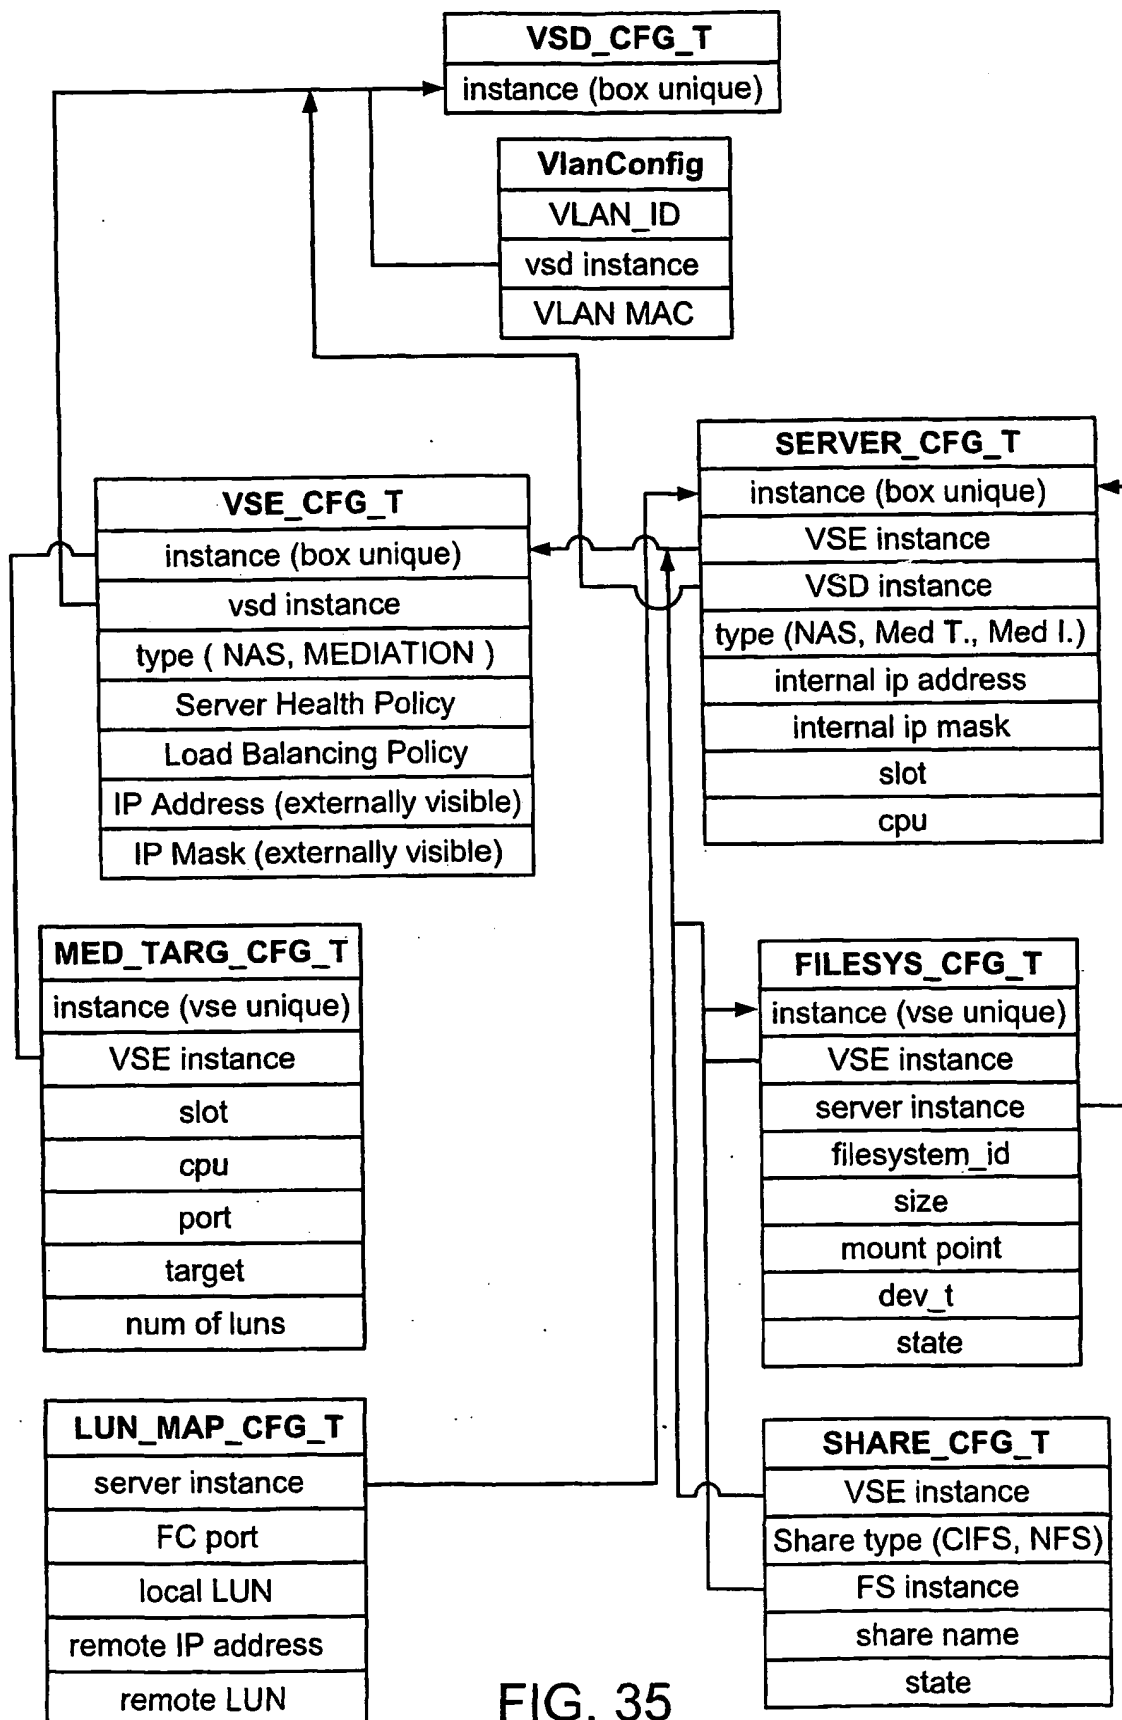 VSD_CFG_T
instance (box unique)
VlanConfig
VLAN_ID
vsd instance
VLAN MAC
SERVER_CFG_T
instance (box unique)
VSE instance
VSD instance
type (NAS, Med T., Med I.)
internal ip address
internal ip mask
slot
cpu
VSE_CFG_T
instance (box unique)
vsd instance
type ( NAS, MEDIATION )
Server Health Policy
Load Balancing Policy
IP Address (externally visible)
IP Mask (externally visible)
MED_TARG_CFG_T
instance (vse unique)
VSE instance
slot
cpu
port
target
num of luns
FILESYS_CFG_T
instance (vse unique)
VSE instance
server instance
filesystem_id
size
mount point
dev_t
state
LUN_MAP_CFG_T
server instance
FC port
local LUN
remote IP address
remote LUN
SHARE_CFG_T
VSE instance
Share type (CIFS, NFS)
FS instance
share name
state
FIG. 35